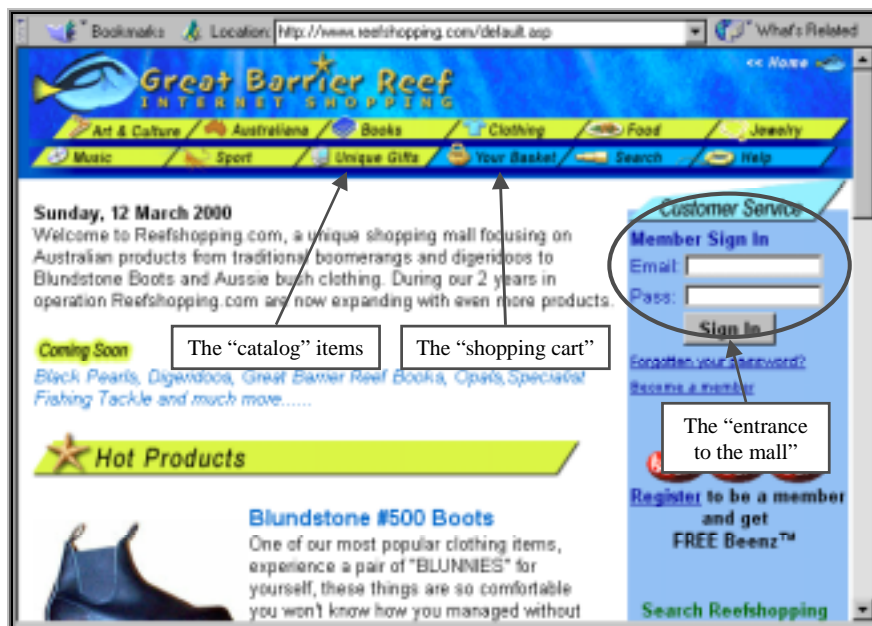 Bookmarks Location: http://www.reefshopping.com/default.asp What's Related
<< Home
Great Barrier Reef
INTERNET SHOPPING
Art & Culture Australiana Books Clothing Food Jewelry
Music Sport Unique Gifts Your Basket Search Help
Sunday, 12 March 2000
Welcome to Reefshopping.com, a unique shopping mall focusing on
Australian products from traditional boomerangs and digeridoos to
Blundstone Boots and Aussie bush clothing. During our 2 years in
operation Reefshopping.com are now expanding with even more products.
Customer Service
Member Sign In
Email:
Pass:
Sign In
Forgotten your password?
Become a member
The “catalog” items
The “shopping cart”
The “entrance
to the mall”
Coming Soon
Black Pearls, Digeridoos, Great Barrier Reef Books, Opals,Specialist
Fishing Tackle and much more......
Hot Products
Register to be a member
and get
FREE Beenz™
Blundstone #500 Boots
One of our most popular clothing items,
experience a pair of "BLUNNIES" for
yourself, these things are so comfortable
you won't know how you managed without
Search Reefshopping